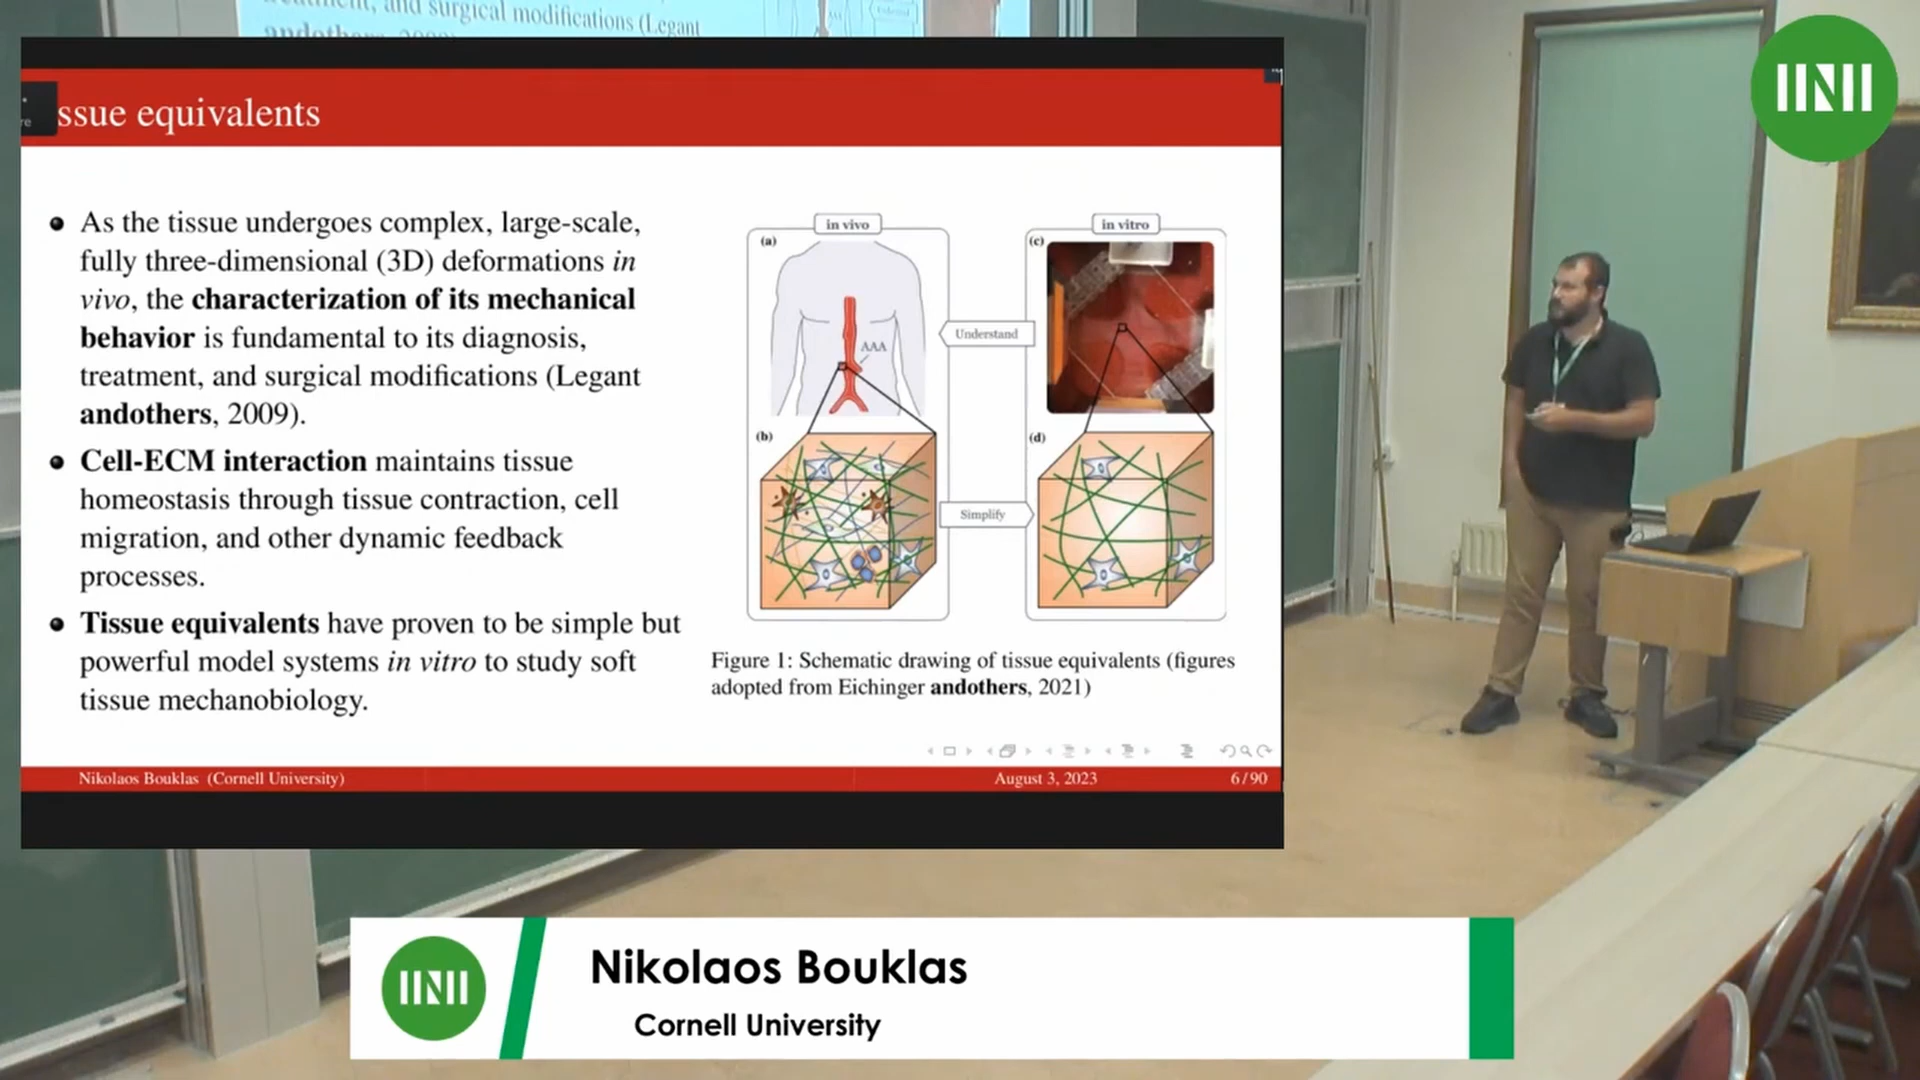 treatment, and surgical modifications (Legant
ssue equivalents
As the tissue undergoes complex, large-scale,
fully three-dimensional (3D) deformations in
vivo, the characterization of its mechanical
behavior is fundamental to its diagnosis,
treatment, and surgical modifications (Legant
andothers, 2009).
Cell-ECM interaction maintains tissue
homeostasis through tissue contraction, cell
migration, and other dynamic feedback
processes.
Tissue equivalents have proven to be simple but
powerful model systems in vitro to study soft
tissue mechanobiology.
in vivo
(a)
AAA
(b)
Understand
Simplify
in vitro
(c)
(d)
Figure 1: Schematic drawing of tissue equivalents (figures
adopted from Eichinger andothers, 2021)
Nikolaos Bouklas (Cornell University)
August 3, 2023
6/90
Nikolaos Bouklas
Cornell University